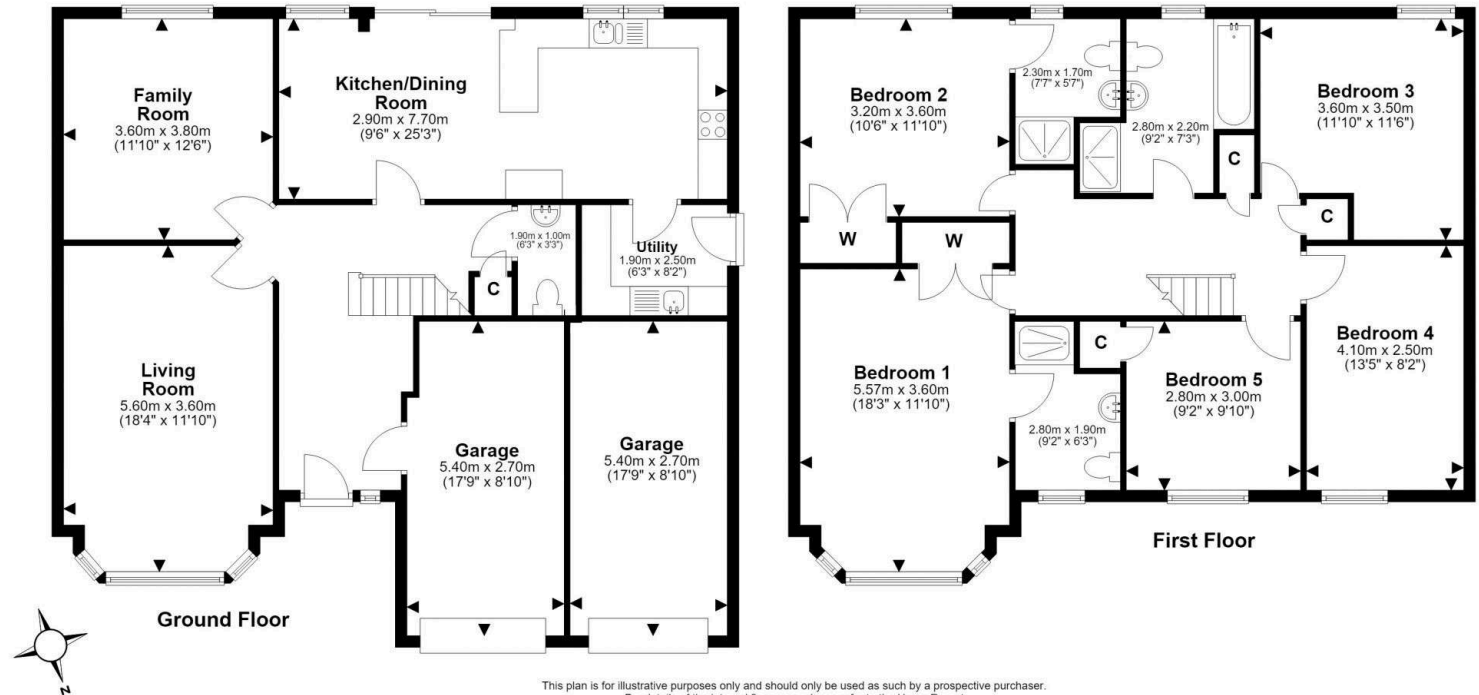 Family
Room
3.60m x 3.80m
(11'10" x 12'6")
Kitchen/Dining
Room
2.90m x 7.70m
(9'6" x 25'3")
1.90m x 1.00m
(6'3" x 3'3")
C
Utility
1.90m x 2.50m
(6'3" x 8'2")
Living
Room
5.60m x 3.60m
(18'4" x 11'10")
Garage
5.40m x 2.70m
(17'9" x 8'10")
Garage
5.40m x 2.70m
(17'9" x 8'10")
Ground Floor
N
Bedroom 2
3.20m x 3.60m
(10'6" x 11'10")
2.30m x 1.70m
(7'7" x 5'7")
2.80m x 2.20m
(9'2" x 7'3")
C
Bedroom 3
3.60m x 3.50m
(11'10" x 11'6")
C
W
W
Bedroom 1
5.57m x 3.60m
(18'3" x 11'10")
2.80m x 1.90m
(9'2" x 6'3")
C
Bedroom 5
2.80m x 3.00m
(9'2" x 9'10")
Bedroom 4
4.10m x 2.50m
(13'5" x 8'2")
First Floor
This plan is for illustrative purposes only and should only be used as such by a prospective purchaser.